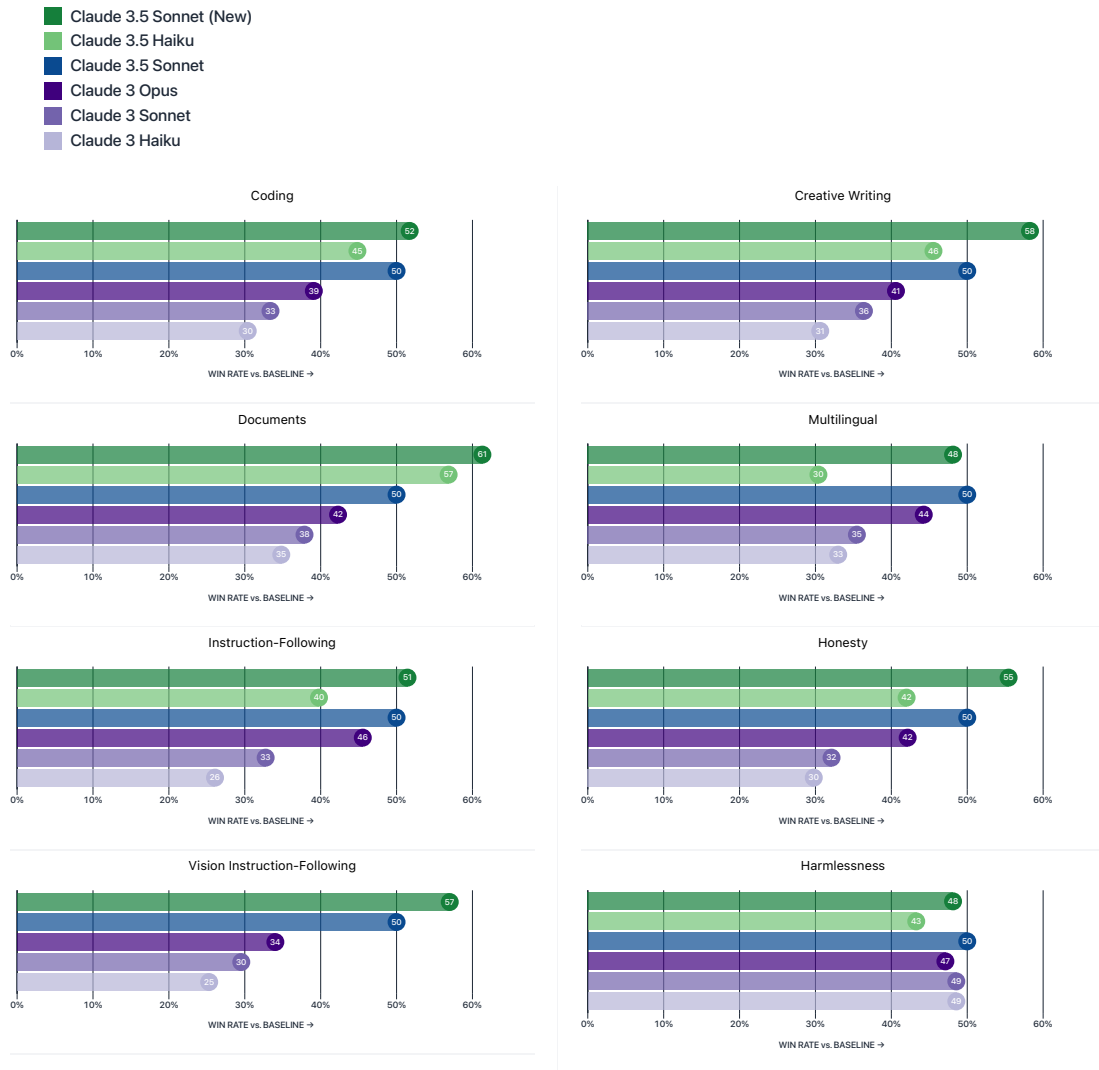 Claude 3.5 Sonnet (New)
Claude 3.5 Haiku
Claude 3.5 Sonnet
Claude 3 Opus
Claude 3 Sonnet
Claude 3 Haiku
Coding
52
45
50
39
33
30
0% 10% 20% 30% 40% 50% 60%
WIN RATE vs. BASELINE →
Creative Writing
58
46
50
41
36
31
0% 10% 20% 30% 40% 50% 60%
WIN RATE vs. BASELINE →
Documents
61
57
50
42
38
35
0% 10% 20% 30% 40% 50% 60%
WIN RATE vs. BASELINE →
Multilingual
48
30
50
44
35
33
0% 10% 20% 30% 40% 50% 60%
WIN RATE vs. BASELINE →
Instruction-Following
51
40
50
46
33
26
0% 10% 20% 30% 40% 50% 60%
WIN RATE vs. BASELINE →
Honesty
55
42
50
42
32
30
0% 10% 20% 30% 40% 50% 60%
WIN RATE vs. BASELINE →
Vision Instruction-Following
57
50
34
30
25
0% 10% 20% 30% 40% 50% 60%
WIN RATE vs. BASELINE →
Harmlessness
48
43
50
47
49
49
0% 10% 20% 30% 40% 50% 60%
WIN RATE vs. BASELINE →